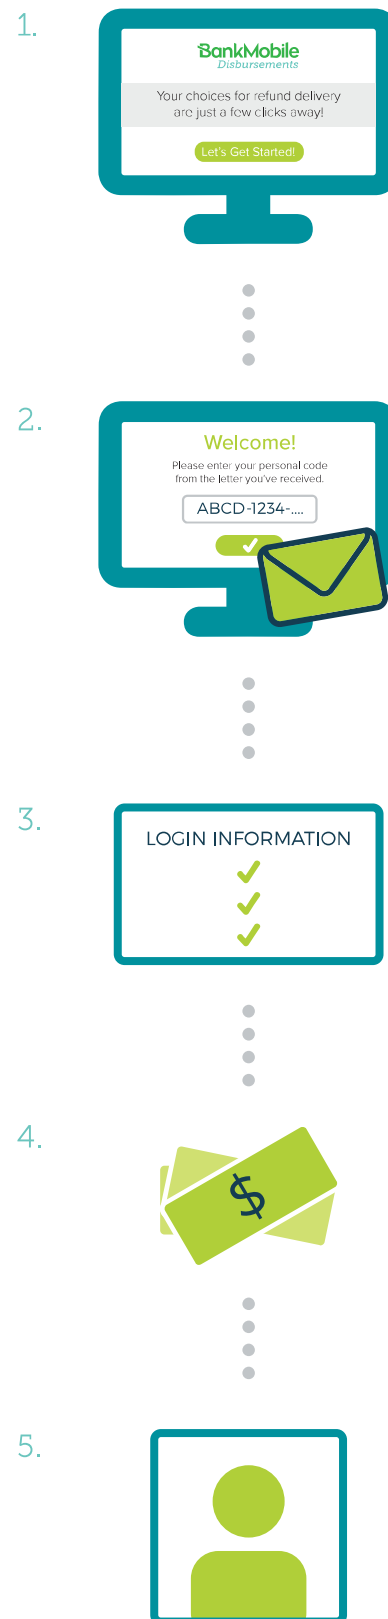 1.
BankMobile
Disbursements
Your choices for refund delivery
are just a few clicks away!
Let's Get Started!
2.
Welcome!
Please enter your personal code
from the letter you've received.
ABCD-1234-....
3.
LOGIN INFORMATION
4.
$
5.